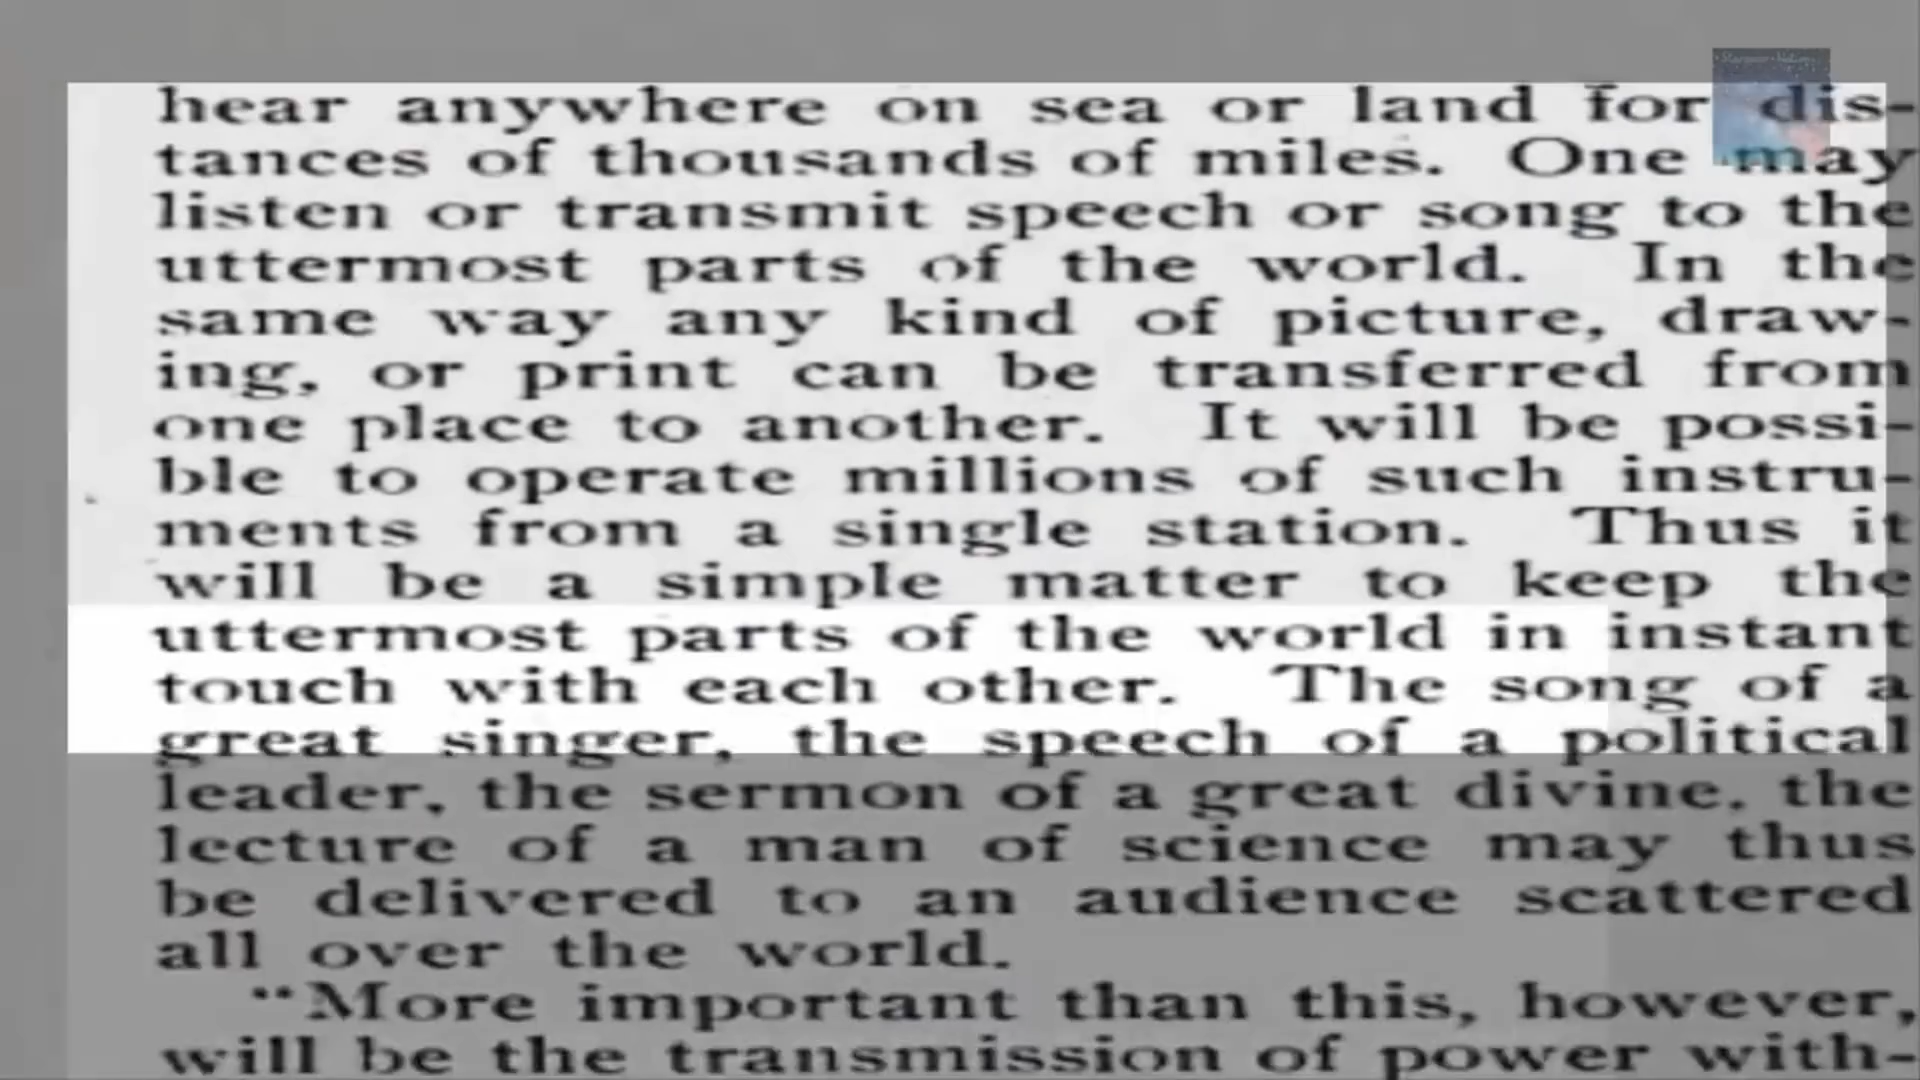 hear anywhere on sea or land for dis-
tances of thousands of miles. One may
listen or transmit speech or song to the
uttermost parts of the world. In the
same way any kind of picture, draw-
ing, or print can be transferred from
one place to another. It will be possi-
ble to operate millions of such instru-
ments from a single station. Thus it
will be a simple matter to keep the
uttermost parts of the world in instant
touch with each other. The song of a
great singer, the speech of a political
leader, the sermon of a great divine, the
lecture of a man of science may thus
be delivered to an audience scattered
all over the world.
“More important than this, however,
will be the transmission of power with-